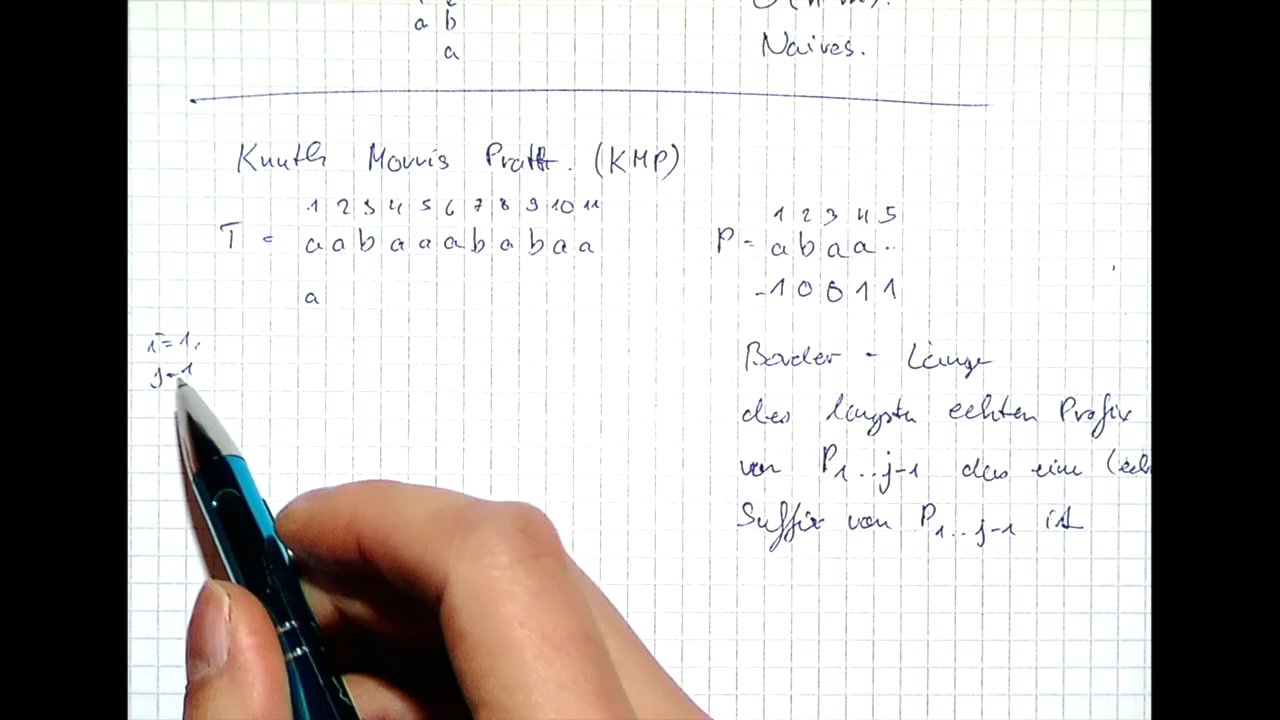 a b
a
Naives.
Knuth Morris Pratt. (KMP)
1 2 3 4 5 6 7 8 9 10 11
T = a a b a a a b a b a a
a
i=1,
j=1
1 2 3 4 5
P = a b a a ..
-1 0 0 1 1
Border - Länge
des längsten echten Prefix
von P1..j-1 das ein (ech
Suffix von P1..j-1 ist